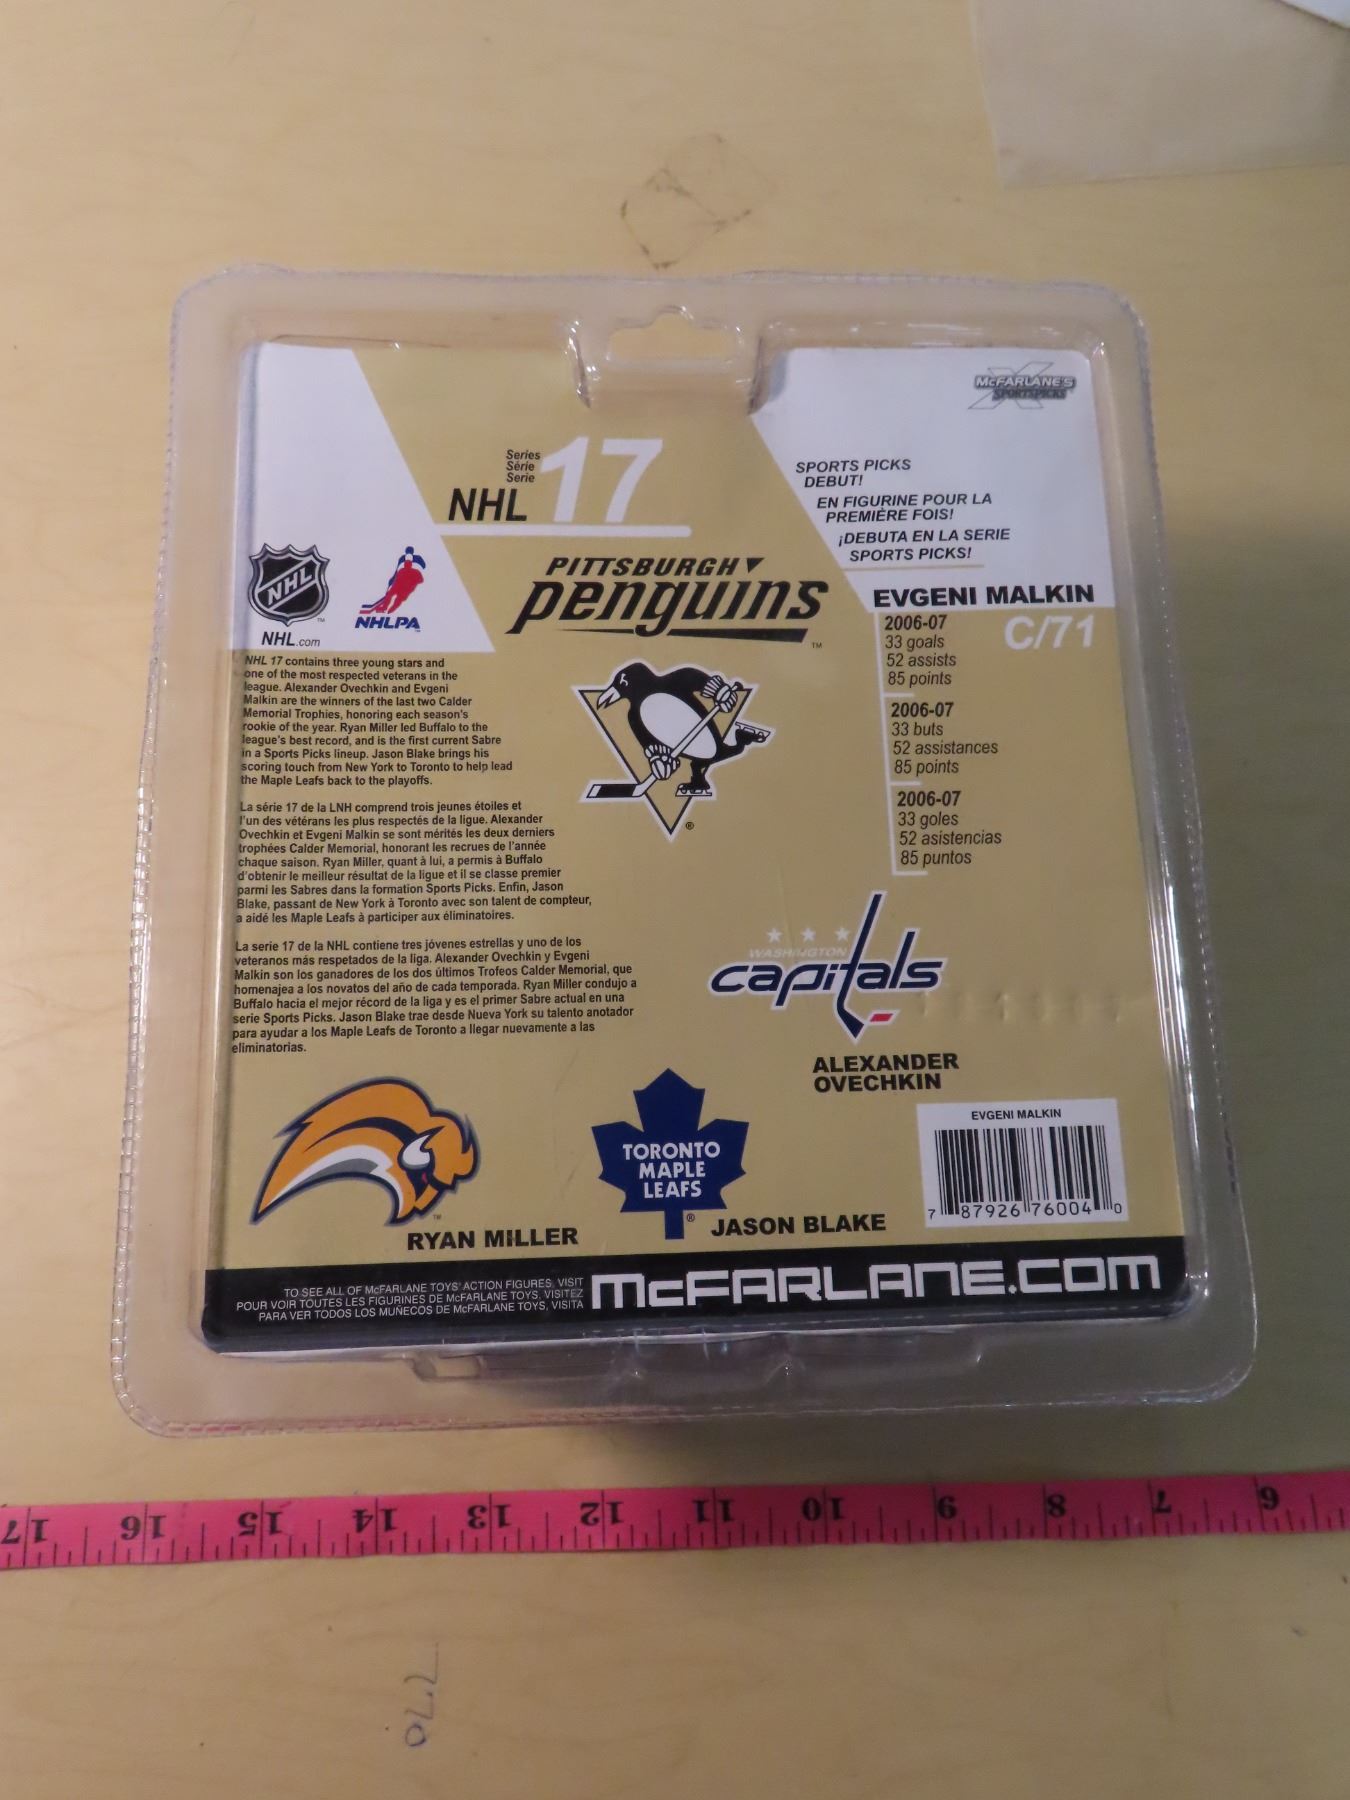 McFARLANE'S
SPORTSPICKS
Series
Série
Serie
NHL 17
SPORTS PICKS
DEBUT!
EN FIGURINE POUR LA
PREMIÈRE FOIS!
¡DEBUTA EN LA SERIE
SPORTS PICKS!
NHL
NHL.com
NHLPA
PITTSBURGH
penguins
EVGENI MALKIN
C/71
2006-07
33 goals
52 assists
85 points
2006-07
33 buts
52 assistances
85 points
2006-07
33 goles
52 asistencias
85 puntos
NHL 17 contains three young stars and
one of the most respected veterans in the
league. Alexander Ovechkin and Evgeni
Malkin are the winners of the last two Calder
Memorial Trophies, honoring each season's
rookie of the year. Ryan Miller led Buffalo to the
league's best record, and is the first current Sabre
in a Sports Picks lineup. Jason Blake brings his
scoring touch from New York to Toronto to help lead
the Maple Leafs back to the playoffs.
La série 17 de la LNH comprend trois jeunes étoiles et
l'un des vétérans les plus respectés de la ligue. Alexander
Ovechkin et Evgeni Malkin se sont mérités les deux derniers
trophées Calder Memorial, honorant les recrues de l'année
chaque saison. Ryan Miller, quant à lui, a permis à Buffalo
d'obtenir le meilleur résultat de la ligue et il se classe premier
parmi les Sabres dans la formation Sports Picks. Enfin, Jason
Blake, passant de New York à Toronto avec son talent de compteur,
a aidé les Maple Leafs à participer aux éliminatoires.
La serie 17 de la NHL contiene tres jóvenes estrellas y uno de los
veteranos más respetados de la liga. Alexander Ovechkin y Evgeni
Malkin son los ganadores de los dos últimos Trofeos Calder Memorial, que
homenajea a los novatos del año de cada temporada. Ryan Miller condujo a
Buffalo hacia el mejor récord de la liga y es el primer Sabre actual en una
serie Sports Picks. Jason Blake trae desde Nueva York su talento anotador
para ayudar a los Maple Leafs de Toronto a llegar nuevamente a las
eliminatorias.
WASHINGTON
capitals
ALEXANDER
OVECHKIN
RYAN MILLER
TORONTO
MAPLE
LEAFS
JASON BLAKE
EVGENI MALKIN
7 87926 76004 0
TO SEE ALL OF McFARLANE TOYS' ACTION FIGURES, VISIT
POUR VOIR TOUTES LES FIGURINES DE McFARLANE TOYS, VISITEZ
PARA VER TODOS LOS MUÑECOS DE McFARLANE TOYS, VISITA
McFARLANE.COM
17 16 15 14 13 12 11 10 9 8 7 6